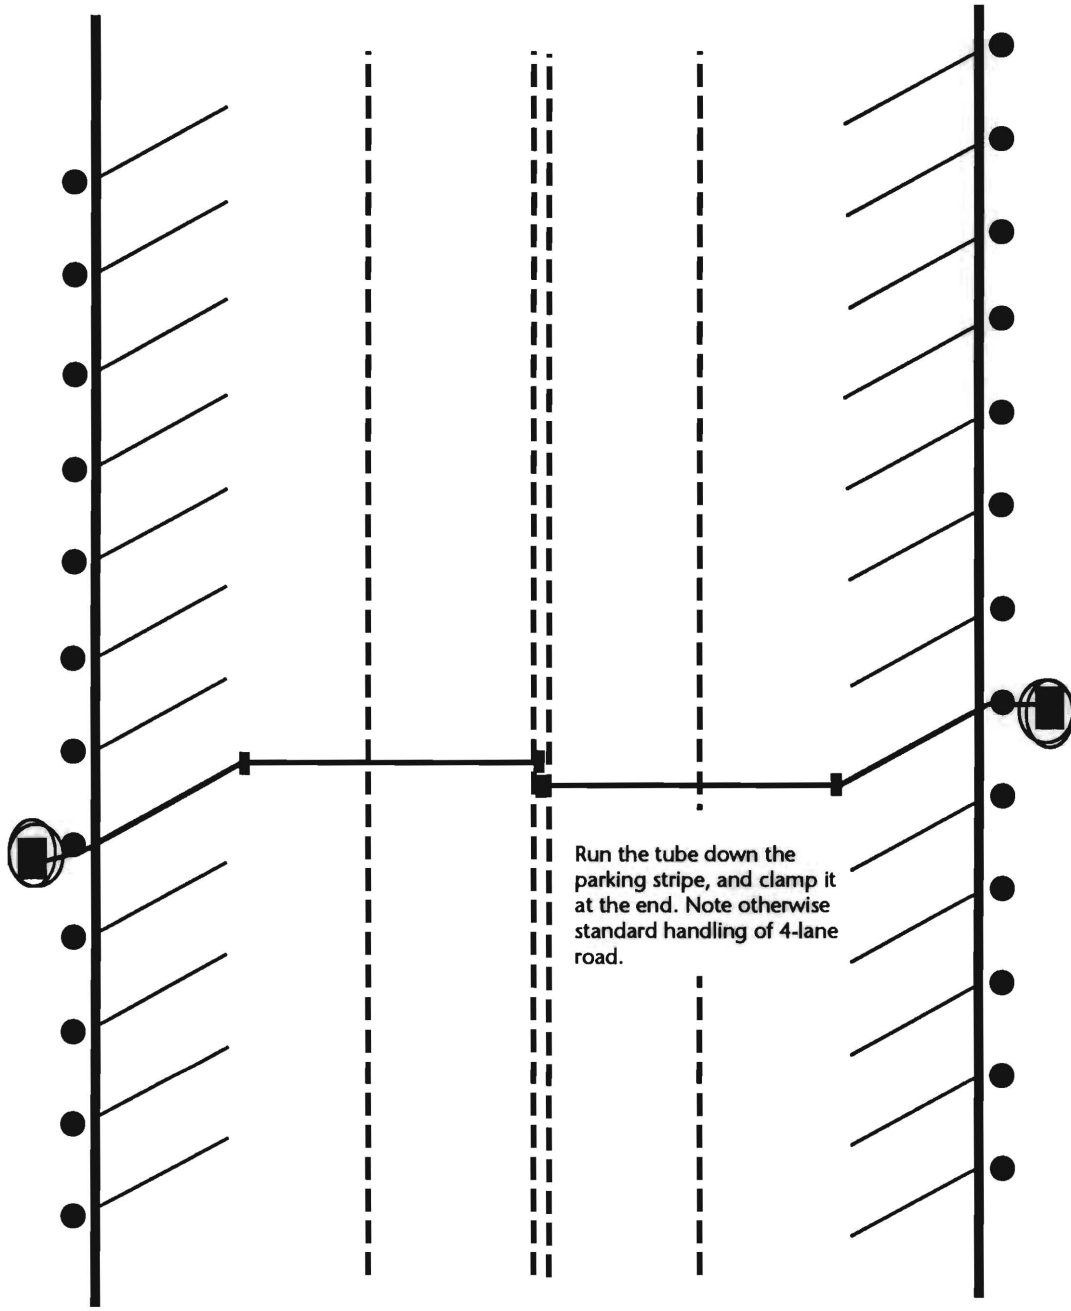 Run the tube down the
parking stripe, and clamp it
at the end. Note otherwise
standard handling of 4-lane
road.